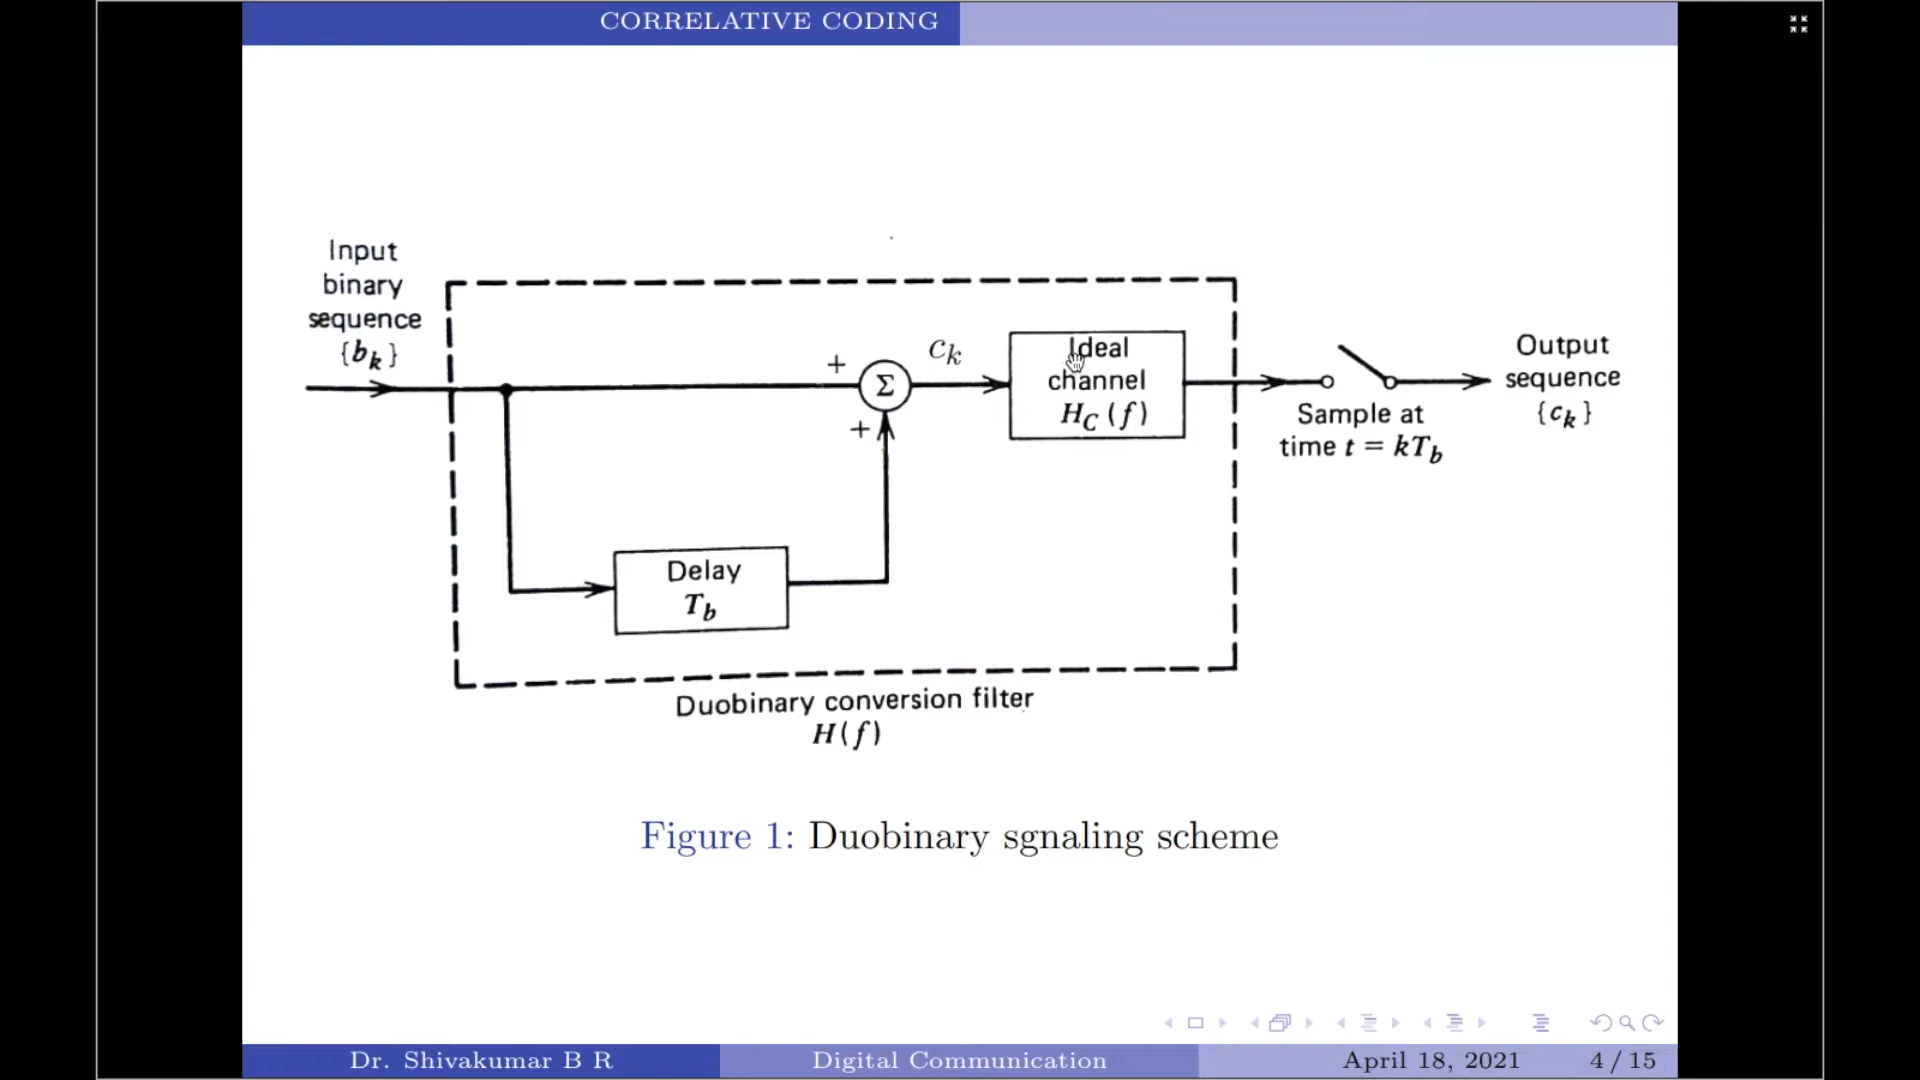 CORRELATIVE CODING
Input
binary
sequence
{bk}
+
Σ
+
ck
Ideal
channel
HC (f)
Delay
Tb
Sample at
time t = kTb
Output
sequence
{ck}
Duobinary conversion filter
H(f)
Figure 1: Duobinary sgnaling scheme
Dr. Shivakumar B R
Digital Communication
April 18, 2021
4 / 15